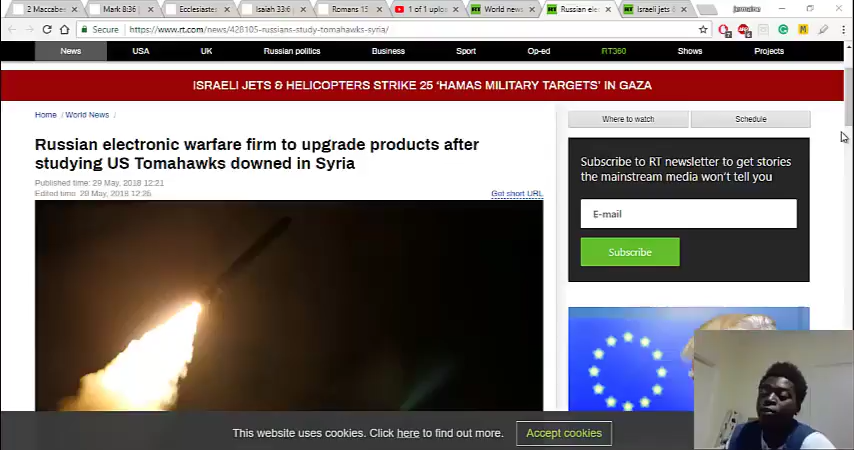 2 Maccabee
Mark 8:36
Ecclesiaste
Isaiah 33:6
Romans 15
1 of 1 uplo
World news
Russian ele
Israeli jets &
Secure
https://www.rt.com/news/428105-russians-study-tomahawks-syria/
News
USA
UK
Russian politics
Business
Sport
Op-ed
RT360
Shows
Projects
ISRAELI JETS & HELICOPTERS STRIKE 25 'HAMAS MILITARY TARGETS' IN GAZA
Home / World News /
Where to watch
Schedule
Russian electronic warfare firm to upgrade products after
studying US Tomahawks downed in Syria
Published time: 29 May, 2018 12:21
Edited time: 29 May, 2018 12:25
Get short URL
Subscribe to RT newsletter to get stories
the mainstream media won't tell you
E-mail
Subscribe
This website uses cookies. Click here to find out more.
Accept cookies